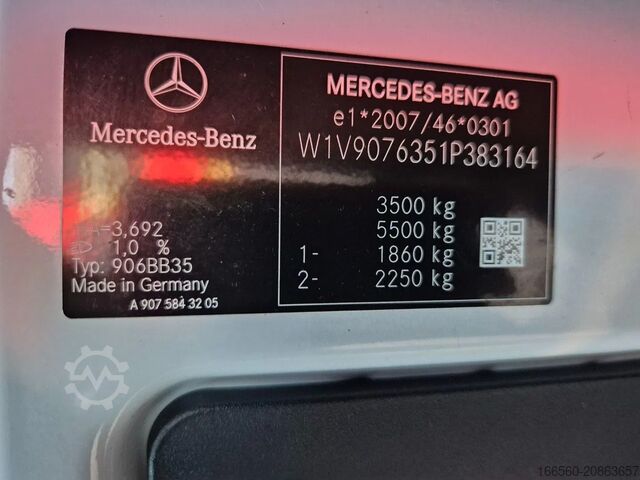 Mercedes-Benz
MERCEDES-BENZ AG
e1*2007/46*0301
W1V9076351P383164
3500 kg
5500 kg
1- 1860 kg
2- 2250 kg
A=3,692
1,0 %
Typ: 906BB35
Made in Germany
A 907 584 32 05
166560-20863657